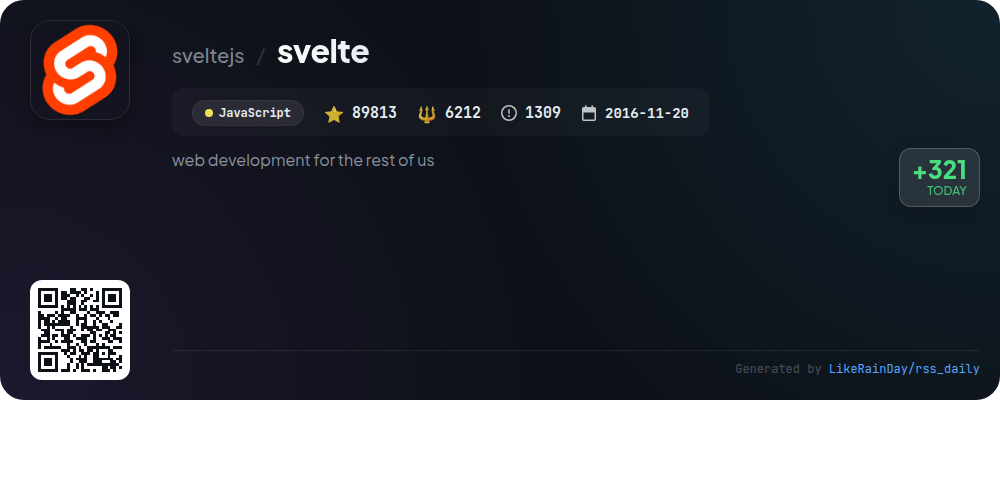 sveltejs / svelte
JavaScript 89813 6212 1309 2016-11-20
web development for the rest of us
+321
TODAY
Generated by LikeRainDay/rss_daily